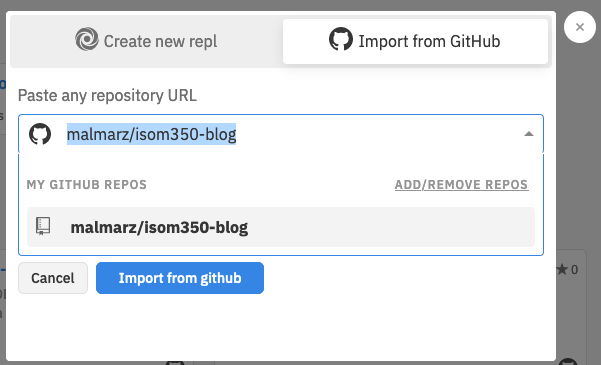 Create new repl
Import from GitHub
×
Paste any repository URL
malmarz/isom350-blog
MY GITHUB REPOS
ADD/REMOVE REPOS
malmarz/isom350-blog
Cancel
Import from github
0